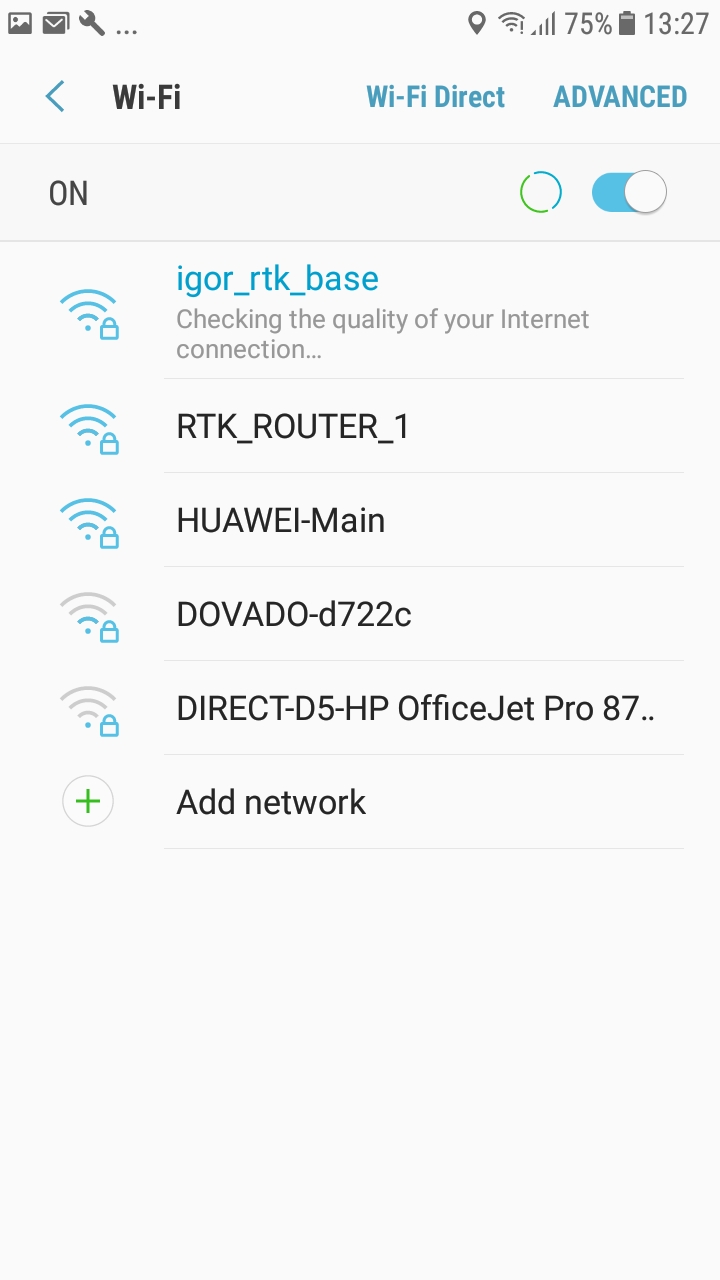 ... 75% 13:27
Wi-Fi Wi-Fi Direct ADVANCED
ON
igor_rtk_base
Checking the quality of your Internet
connection...
RTK_ROUTER_1
HUAWEI-Main
DOVADO-d722c
DIRECT-D5-HP OfficeJet Pro 87..
Add network